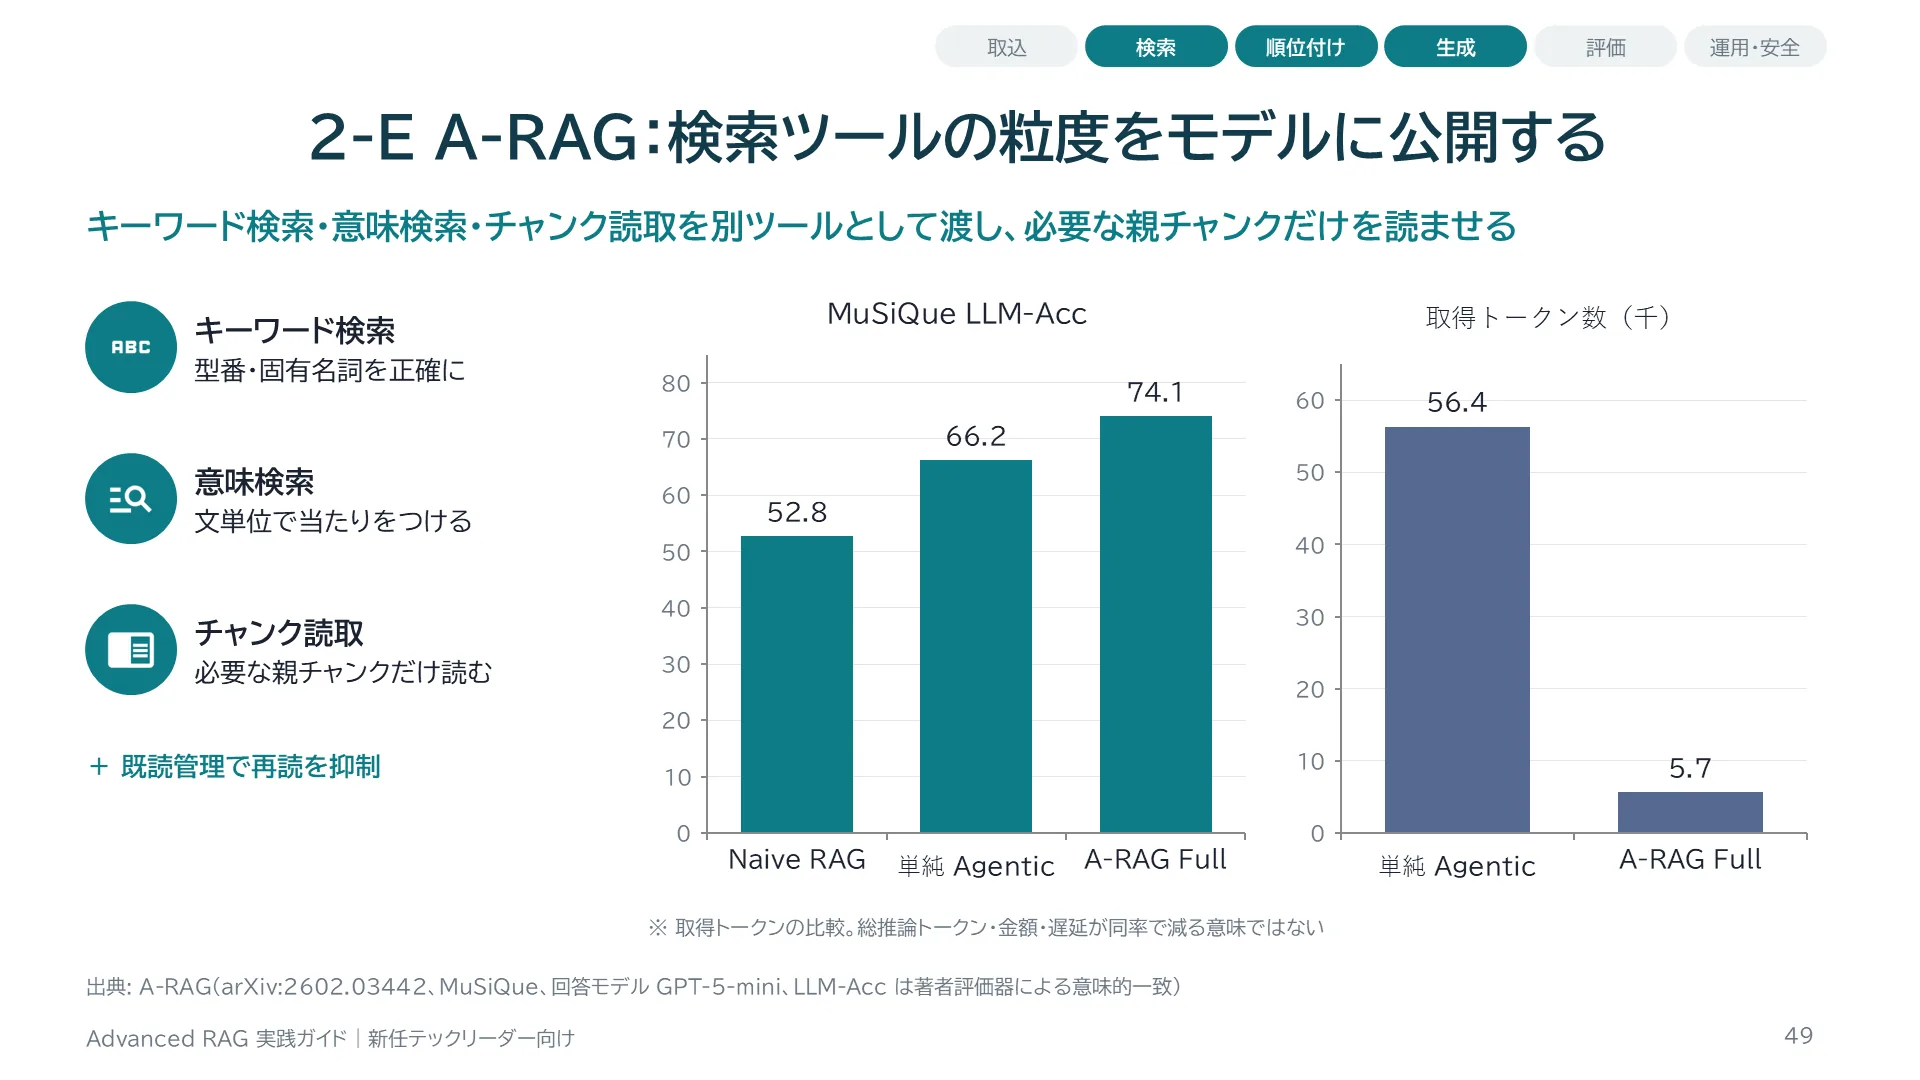 取込
検索
順位付け
生成
評価
運用・安全
2-E A-RAG：検索ツールの粒度をモデルに公開する
キーワード検索・意味検索・チャンク読取を別ツールとして渡し、必要な親チャンクだけを読ませる
ABC
キーワード検索
型番・固有名詞を正確に
意味検索
文単位で当たりをつける
チャンク読取
必要な親チャンクだけ読む
＋ 既読管理で再読を抑制
MuSiQue LLM-Acc
80
70
60
50
40
30
20
10
0
52.8
66.2
74.1
Naive RAG
単純 Agentic
A-RAG Full
取得トークン数（千）
60
50
40
30
20
10
0
56.4
5.7
単純 Agentic
A-RAG Full
※ 取得トークンの比較。総推論トークン・金額・遅延が同率で減る意味ではない
出典: A-RAG（arXiv:2602.03442、MuSiQue、回答モデル GPT-5-mini、LLM-Acc は著者評価器による意味的一致）
Advanced RAG 実践ガイド｜新任テックリーダー向け
49